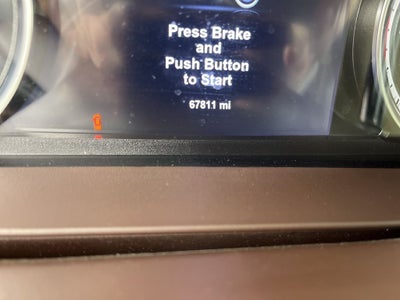 Press Brake
and
Push Button
to Start
67811 mi